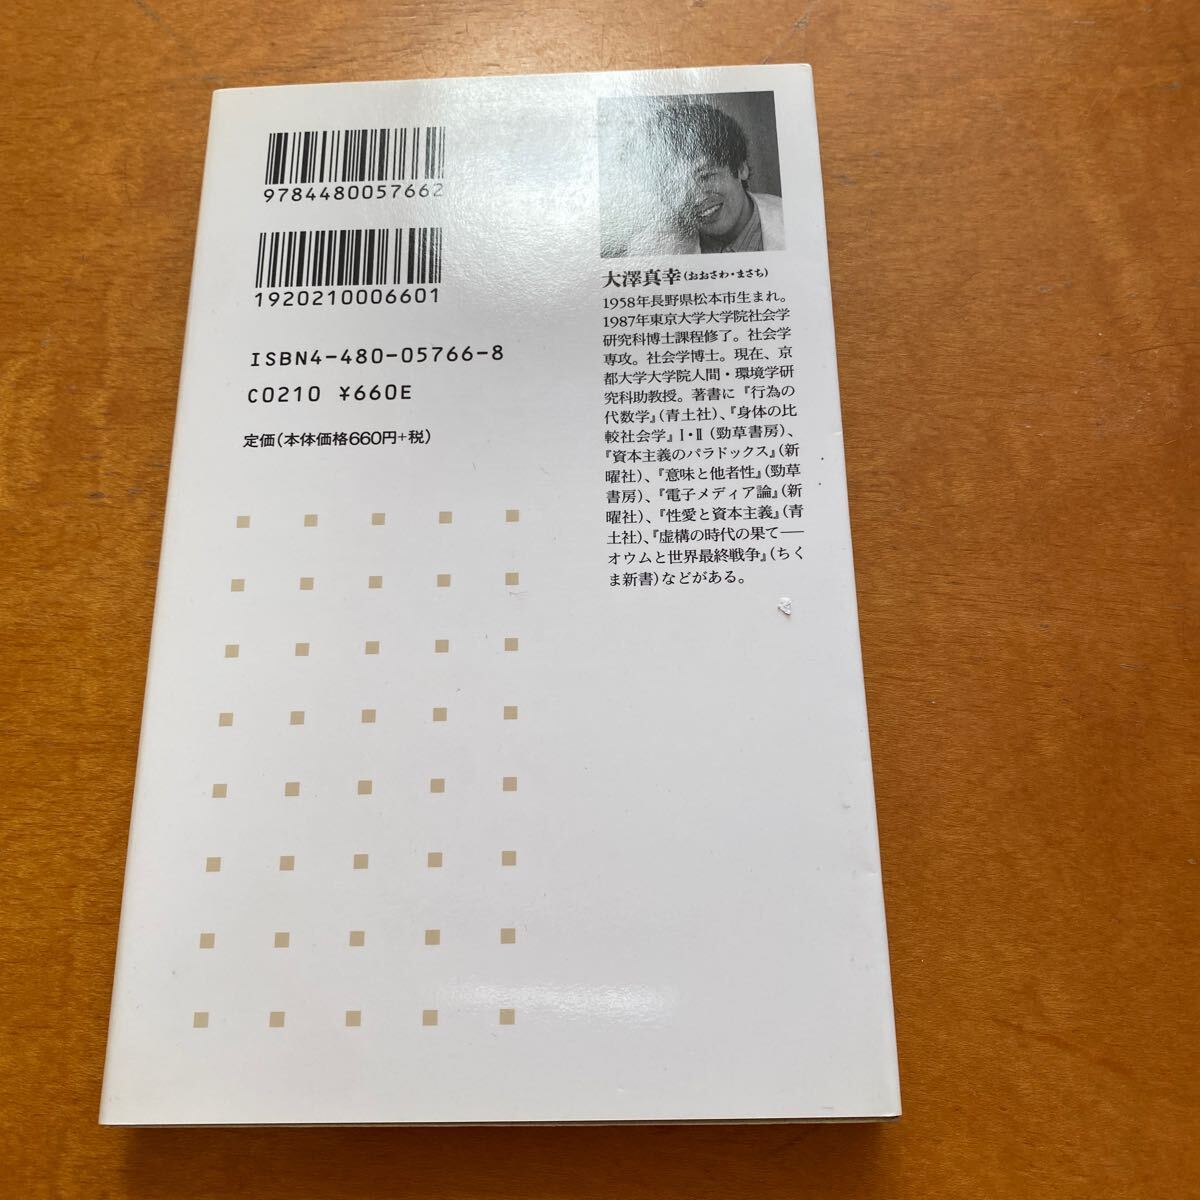 9784480057662
1920210006601
ISBN4-480-05766-8
C0210 ¥660E
定価(本体価格660円+税)
大澤真幸(おおさわ・まさち)
1958年長野県松本市生まれ。
1987年東京大学大学院社会学
研究科博士課程修了。社会学
専攻。社会学博士。現在、京
都大学大学院人間・環境学研
究科助教授。著書に『行為の
代数学』(青土社)、『身体の比
較社会学』Ⅰ・Ⅱ(勁草書房)、
『資本主義のパラドックス』(新
曜社)、『意味と他者性』(勁草
書房)、『電子メディア論』(新
曜社)、『性愛と資本主義』(青
土社)、『虚構の時代の果て——
オウムと世界最終戦争』(ちく
ま新書)などがある。